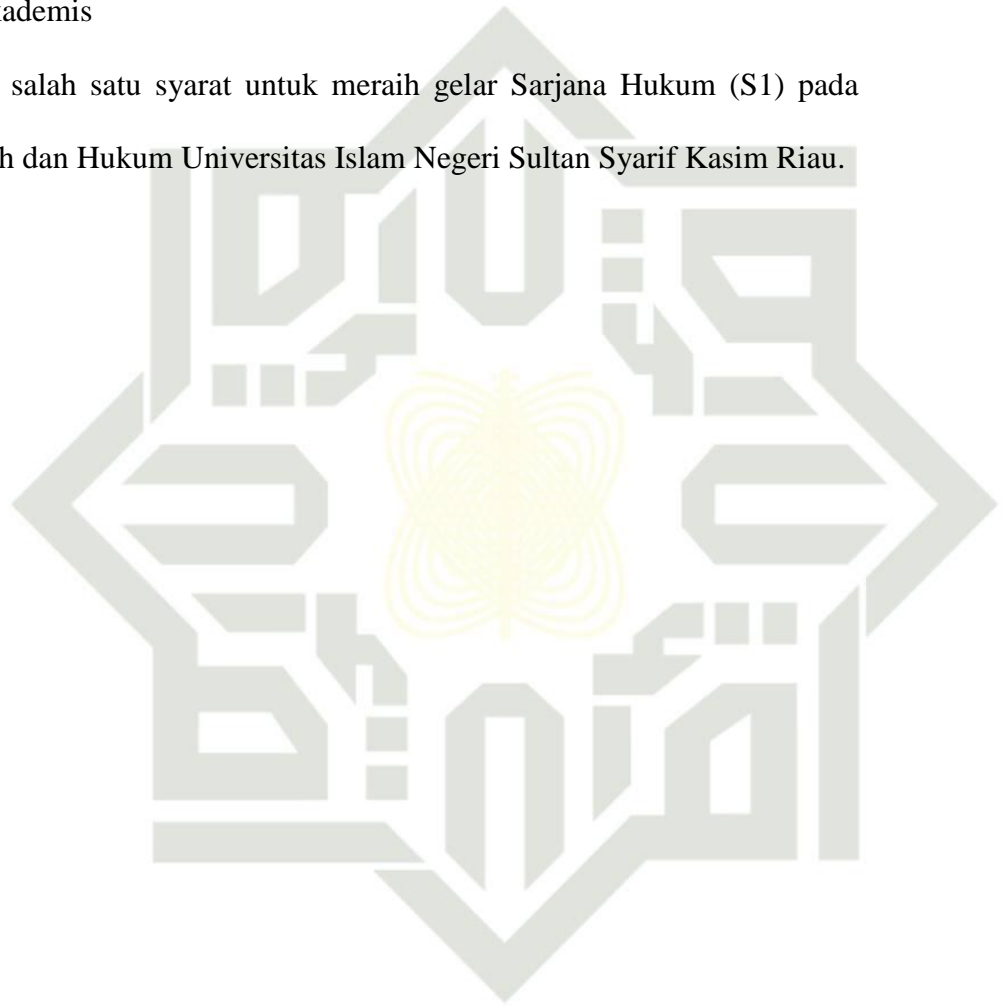 kademis
salah satu syarat untuk meraih gelar Sarjana Hukum (S1) pada
h dan Hukum Universitas Islam Negeri Sultan Syarif Kasim Riau.